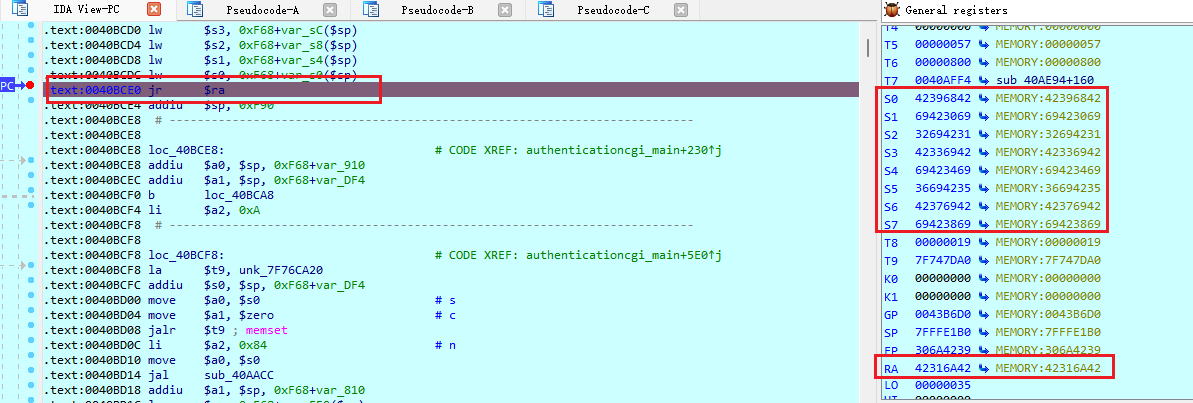 IDA View-PC
Pseudocode-A
Pseudocode-B
Pseudocode-C
General registers
.text:0040BCD0 lw $s3, 0xF68+var_sC($sp)
.text:0040BCD4 lw $s2, 0xF68+var_s8($sp)
.text:0040BCD8 lw $s1, 0xF68+var_s4($sp)
.text:0040BCDC lw $s0, 0xF68+var_s0($sp)
PC
.text:0040BCE0 jr $ra
.text:0040BCE4 addiu $sp, 0xF90
.text:0040BCE8 # ---------------------------------------------------------------------------
.text:0040BCE8
.text:0040BCE8 loc_40BCE8: # CODE XREF: authenticationcgi_main+230↑j
.text:0040BCE8 addiu $a0, $sp, 0xF68+var_910
.text:0040BCEC addiu $a1, $sp, 0xF68+var_DF4
.text:0040BCF0 b loc_40BCA8
.text:0040BCF4 li $a2, 0xA
.text:0040BCF8 # ---------------------------------------------------------------------------
.text:0040BCF8
.text:0040BCF8 loc_40BCF8: # CODE XREF: authenticationcgi_main+5E0↑j
.text:0040BCF8 la $t9, unk_7F76CA20
.text:0040BCFC addiu $s0, $sp, 0xF68+var_DF4
.text:0040BD00 move $a0, $s0 # s
.text:0040BD04 move $a1, $zero # c
.text:0040BD08 jalr $t9 ; memset
.text:0040BD0C li $a2, 0x84 # n
.text:0040BD10 move $a0, $s0
.text:0040BD14 jal sub_40AACC
.text:0040BD18 addiu $a1, $sp, 0xF68+var_810
T4 00000000 MEMORY:00000000
T5 00000057 MEMORY:00000057
T6 00000800 MEMORY:00000800
T7 0040AFF4 sub_40AE94+160
S0 42396842 MEMORY:42396842
S1 69423069 MEMORY:69423069
S2 32694231 MEMORY:32694231
S3 42336942 MEMORY:42336942
S4 69423469 MEMORY:69423469
S5 36694235 MEMORY:36694235
S6 42376942 MEMORY:42376942
S7 69423869 MEMORY:69423869
T8 00000019 MEMORY:00000019
T9 7F747DA0 MEMORY:7F747DA0
K0 00000000 MEMORY:00000000
K1 00000000 MEMORY:00000000
GP 0043B6D0 MEMORY:0043B6D0
SP 7FFFE1B0 MEMORY:7FFFE1B0
FP 306A4239 MEMORY:306A4239
RA 42316A42 MEMORY:42316A42
LO 00000035 MEMORY:00000035